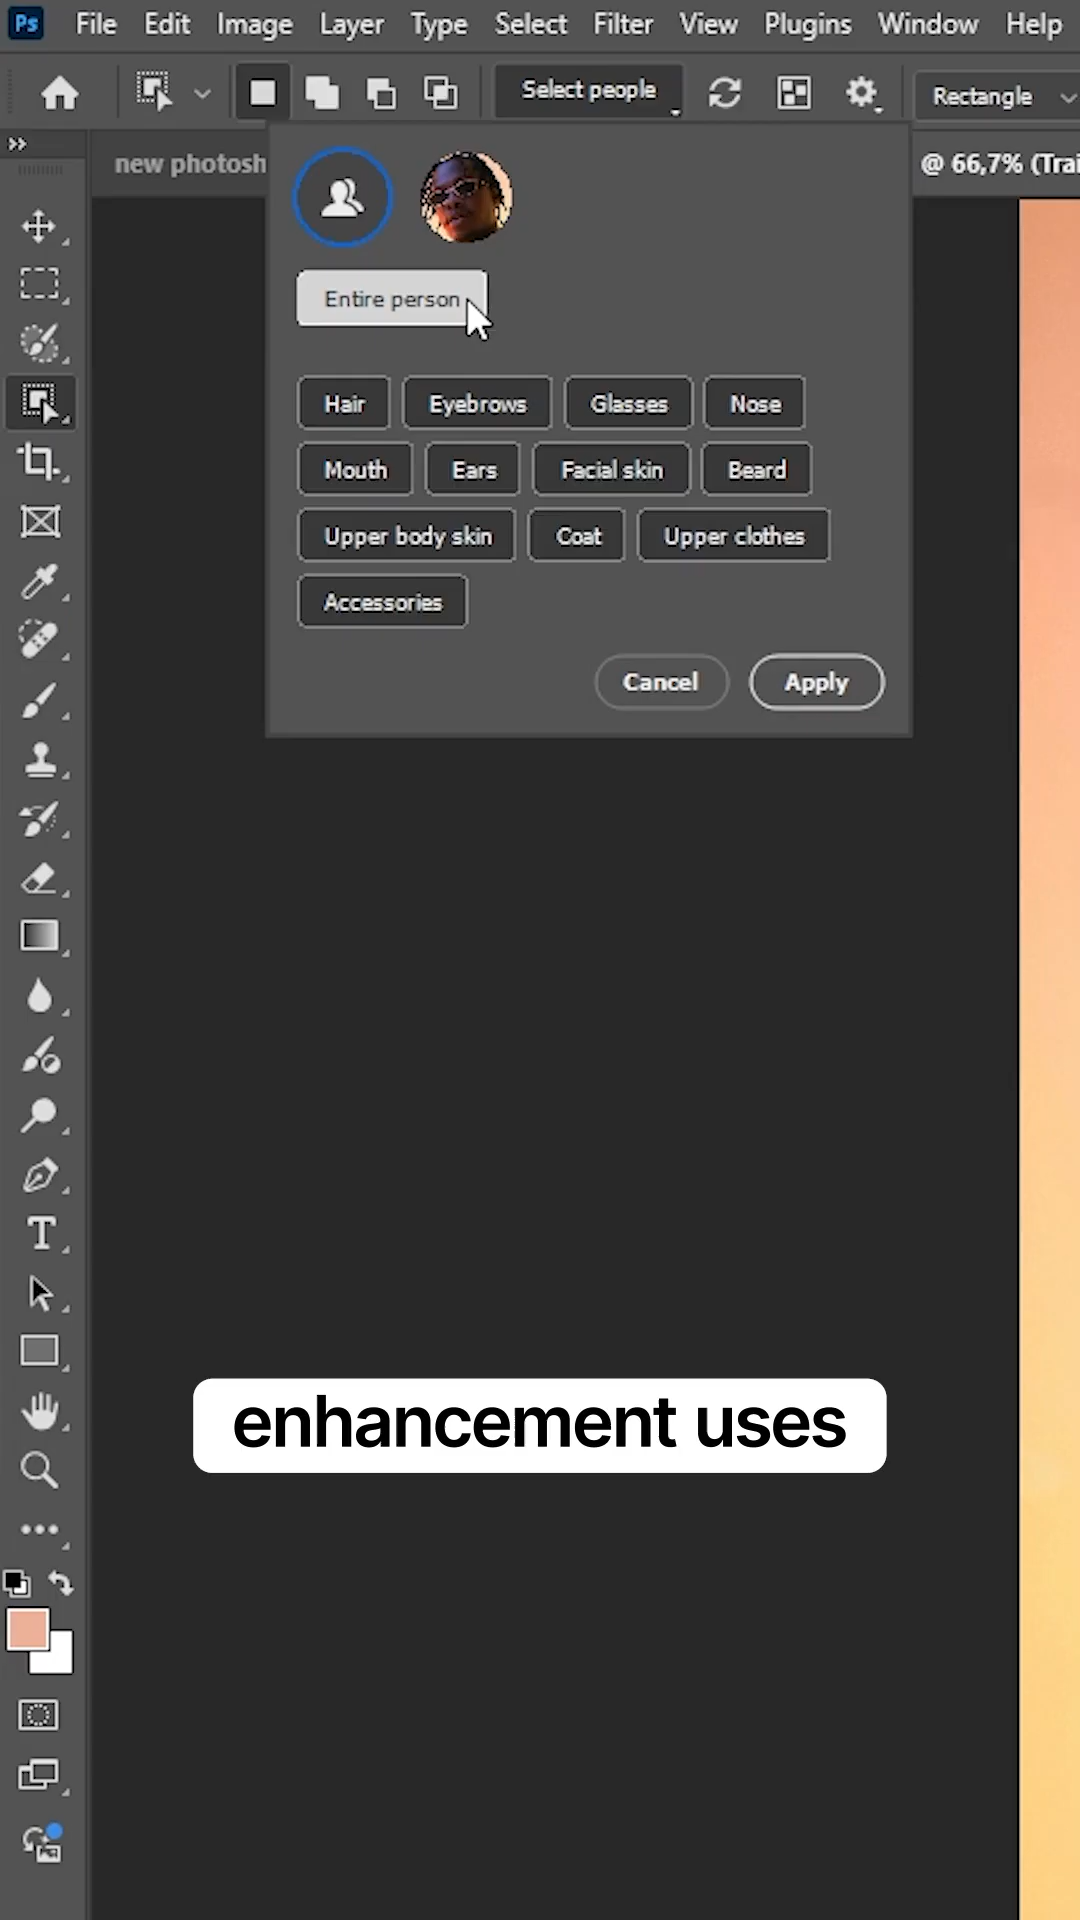 Ps File Edit Image Layer Type Select Filter View Plugins Window Help
Select people Rectangle
new photosh @ 66,7% (Trai
Entire person
Hair Eyebrows Glasses Nose
Mouth Ears Facial skin Beard
Upper body skin Coat Upper clothes
Accessories
Cancel Apply
enhancement uses